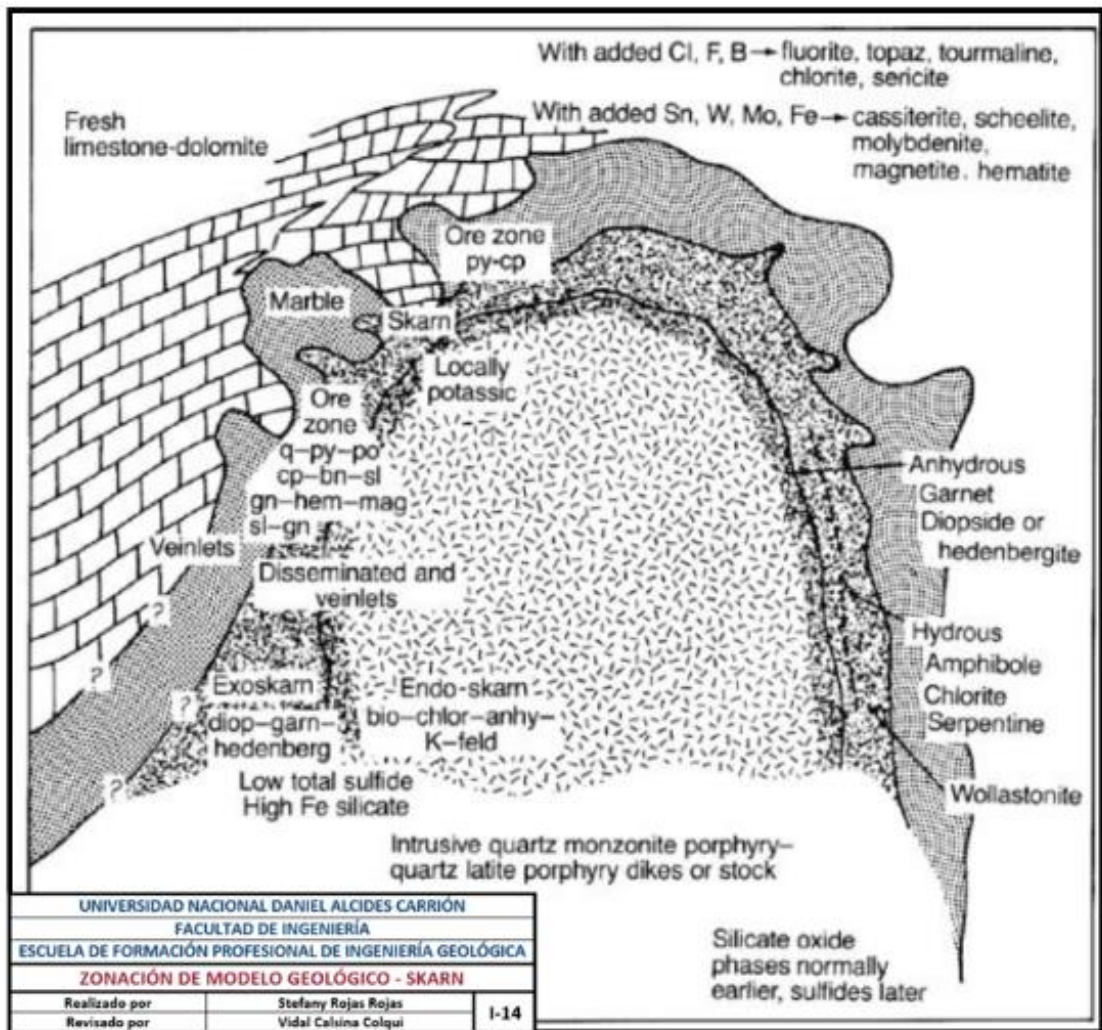 With added Cl, F, B → fluorite, topaz, tourmaline,
chlorite, sericite
With added Sn, W, Mo, Fe → cassiterite, scheelite,
molybdenite,
magnetite, hematite
Fresh
limestone-dolomite
Ore zone
py-cp
Marble
Skarn
Locally
potassic
Ore
zone
q–py–po
cp–bn–sl
gn–hem–mag
sl–gn
Veinlets
Disseminated and
veinlets
Anhydrous
Garnet
Diopside or
hedenbergite
Hydrous
Amphibole
Chlorite
Serpentine
Wollastonite
?
?
?
?
Exoskarn
diop–garn–
hedenberg
Endo-skarn
bio–chlor–anhy–
K–feld
Low total sulfide
High Fe silicate
Intrusive quartz monzonite porphyry–
quartz latite porphyry dikes or stock
Silicate oxide
phases normally
earlier, sulfides later
UNIVERSIDAD NACIONAL DANIEL ALCIDES CARRIÓN
FACULTAD DE INGENIERÍA
ESCUELA DE FORMACIÓN PROFESIONAL DE INGENIERÍA GEOLÓGICA
ZONACIÓN DE MODELO GEOLÓGICO - SKARN
Realizado por Stefany Rojas Rojas
Revisado por Vidal Calsina Colqui
I-14